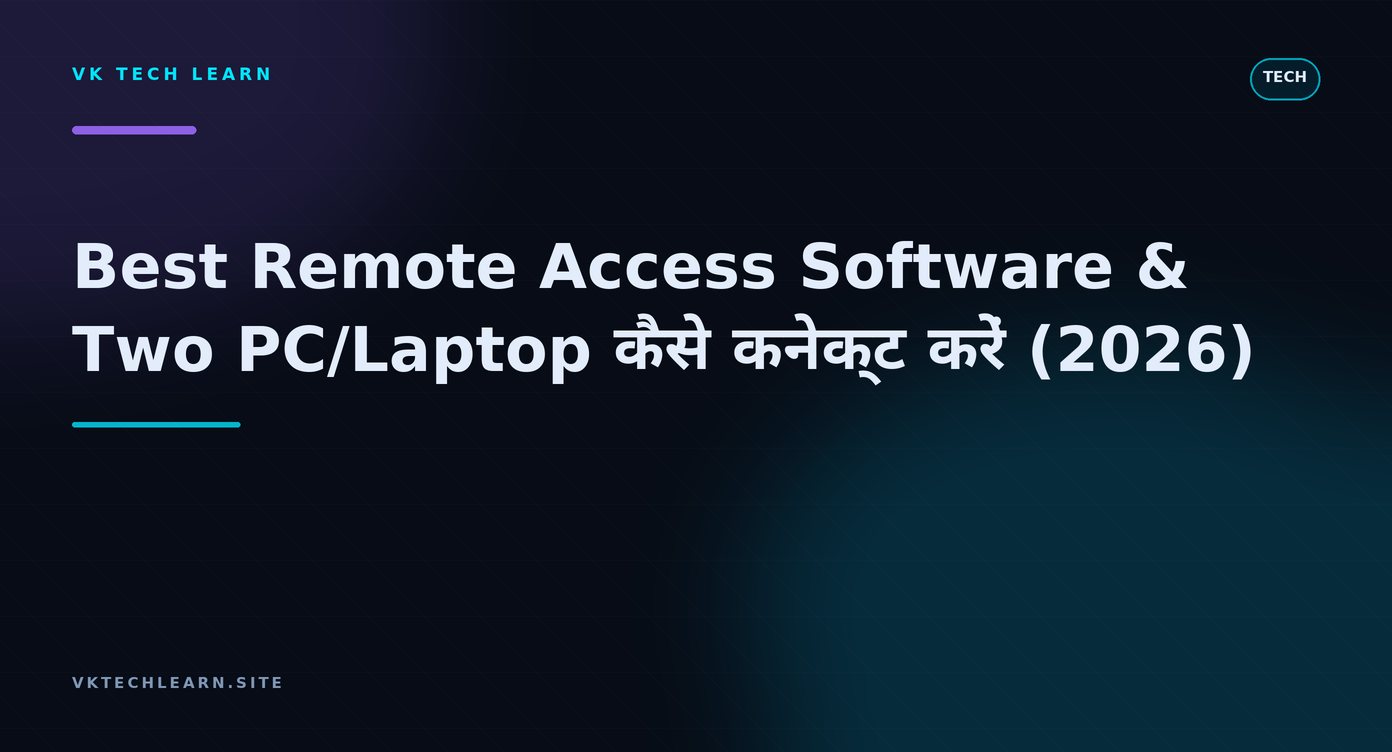 VK TECH LEARN
TECH
Best Remote Access Software &
Two PC/Laptop कैसे कनेक्ट करें (2026)
VKTECHLEARN.SITE